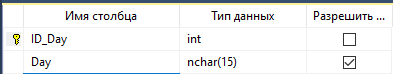 Имя столбца Тип данных Разрешить ...
ID_Day int
Day nchar(15)